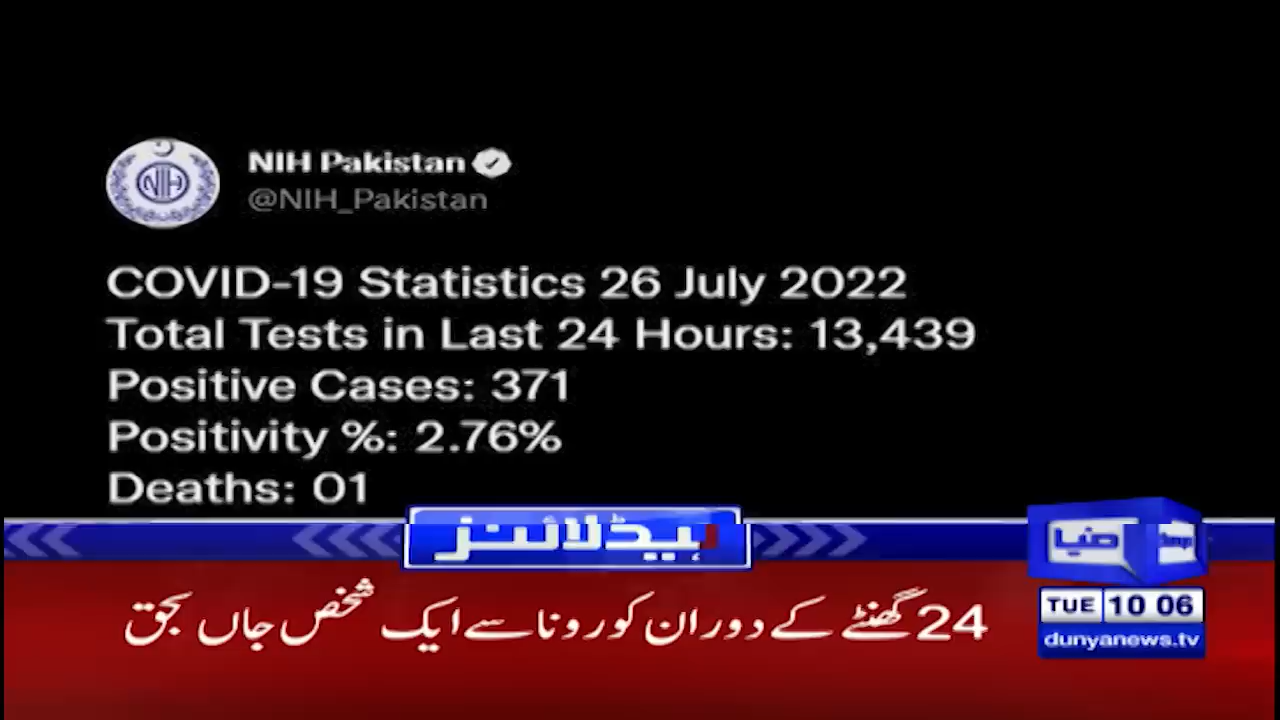 NIH Pakistan
@NIH_Pakistan
COVID-19 Statistics 26 July 2022
Total Tests in Last 24 Hours: 13,439
Positive Cases: 371
Positivity %: 2.76%
Deaths: 01
ہیڈلائنز
دنیا
24 گھنٹے کے دوران کورونا سے ایک شخص جاں بحق
TUE 10 06
dunyanews.tv
NIH